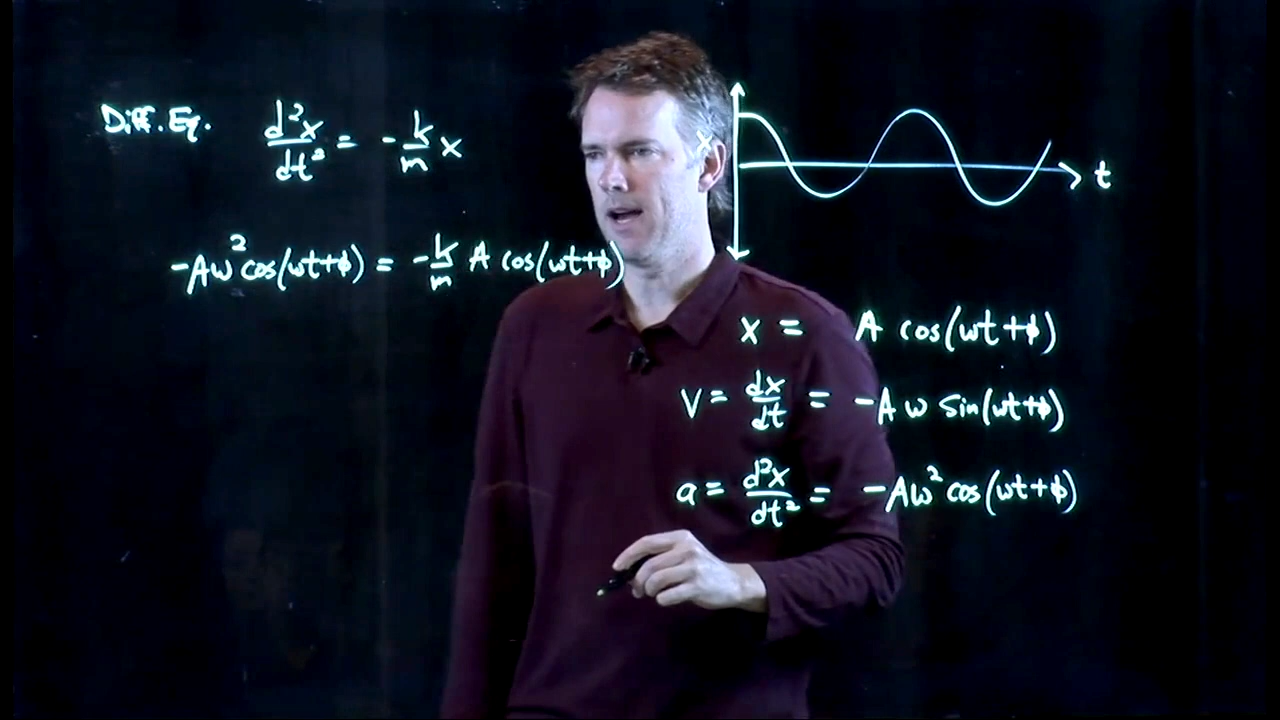 Diff. Eq. d²x/dt² = -k/m x
-Aω² cos(ωt+φ) = -k/m A cos(ωt+φ)
x
t
x = A cos(ωt+φ)
v = dx/dt = -Aω sin(ωt+φ)
a = d²x/dt² = -Aω² cos(ωt+φ)